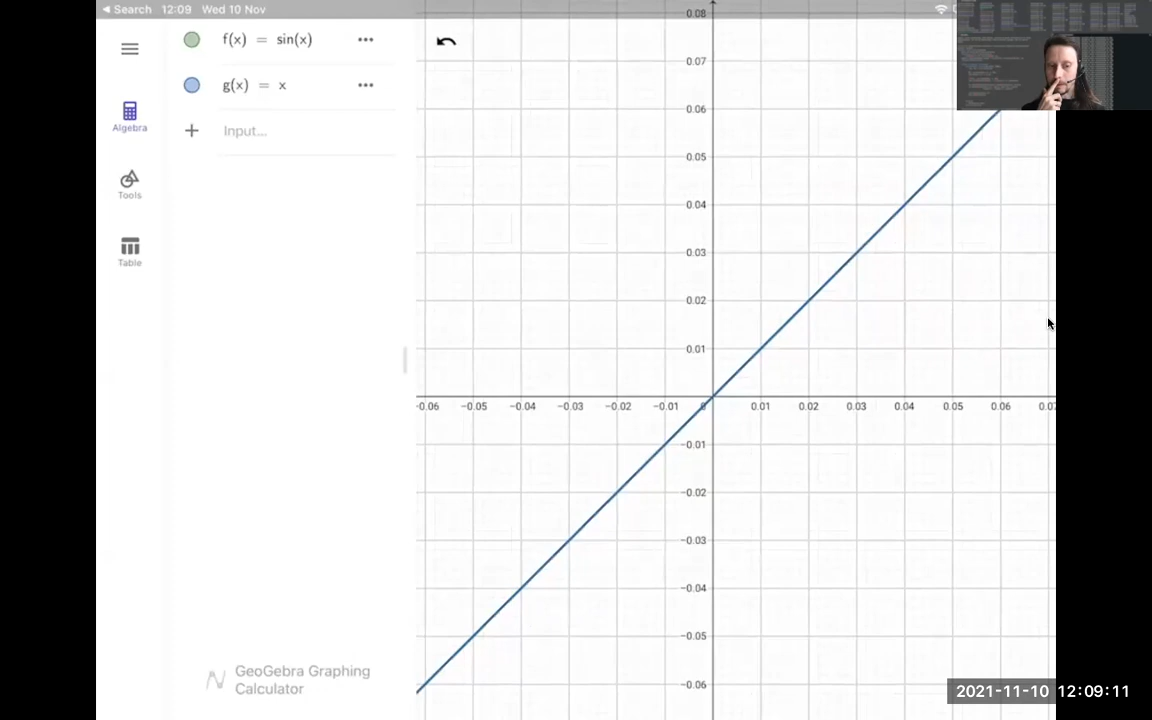 ◀ Search 12:09 Wed 10 Nov
f(x) = sin(x)
g(x) = x
Input...
Algebra
Tools
Table
GeoGebra Graphing
Calculator
0.08
0.07
0.06
0.05
0.04
0.03
0.02
0.01
-0.06 -0.05 -0.04 -0.03 -0.02 -0.01 0 0.01 0.02 0.03 0.04 0.05 0.06 0.07
-0.01
-0.02
-0.03
-0.04
-0.05
-0.06
2021-11-10 12:09:11